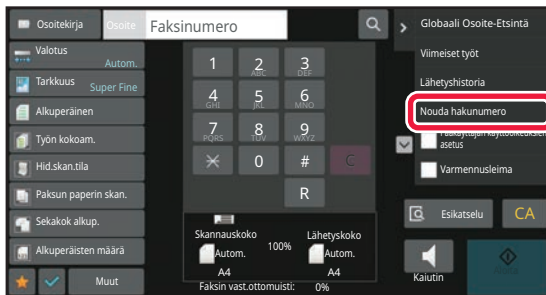 Osoitekirja
Osoite
Faksinumero
Globaali Osoite-Etsintä
Valotus
Autom.
Tarkkuus
Super Fine
Alkuperäinen
Työn kokoam.
Hid.skan.tila
Paksun paperin skan.
Sekakok alkup.
Alkuperäisten määrä
Muut
1
2
ABC
3
DEF
4
GHI
5
JKL
6
MNO
7
PQRS
8
TUV
9
WXYZ
0
#
C
R
Skannauskoko
Lähetyskoko
100%
Autom.
Autom.
A4
A4
Faksin vast.ottomuisti:
0%
Viimeiset työt
Lähetyshistoria
Nouda hakunumero
asetus
Varmennusleima
Esikatselu
CA
Kaiutin